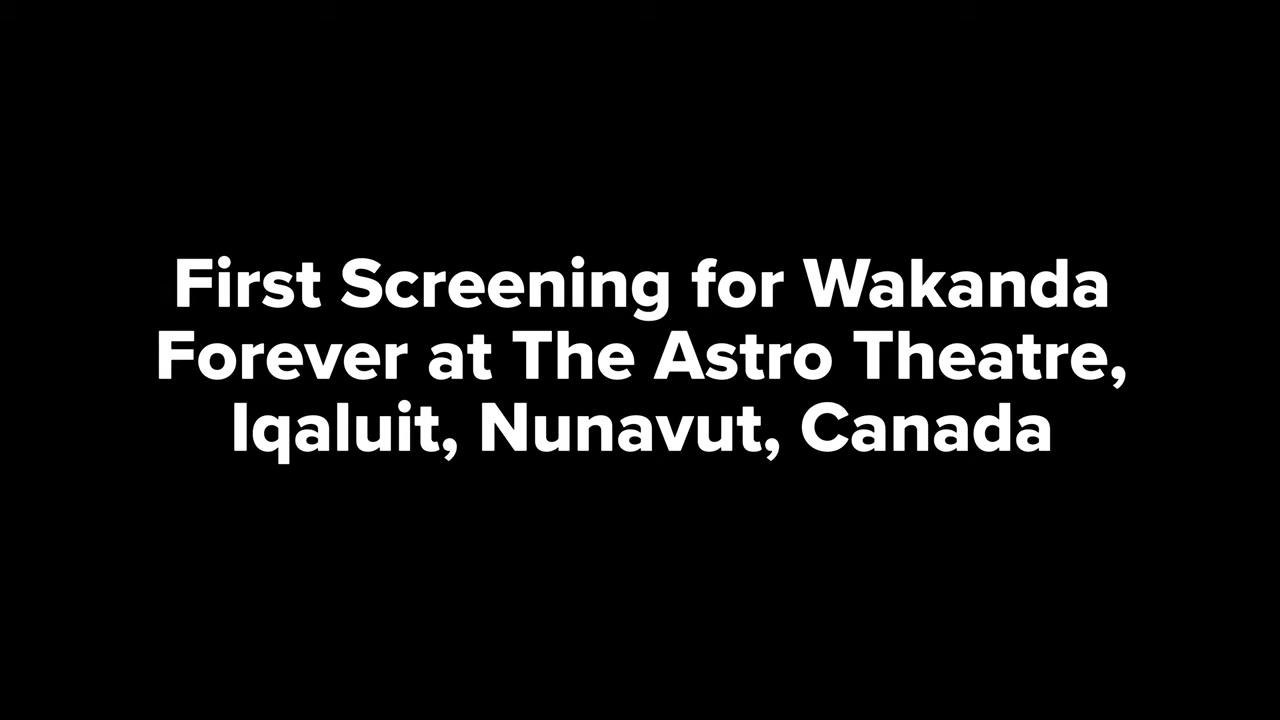 First Screening for Wakanda
Forever at The Astro Theatre,
Iqaluit, Nunavut, Canada